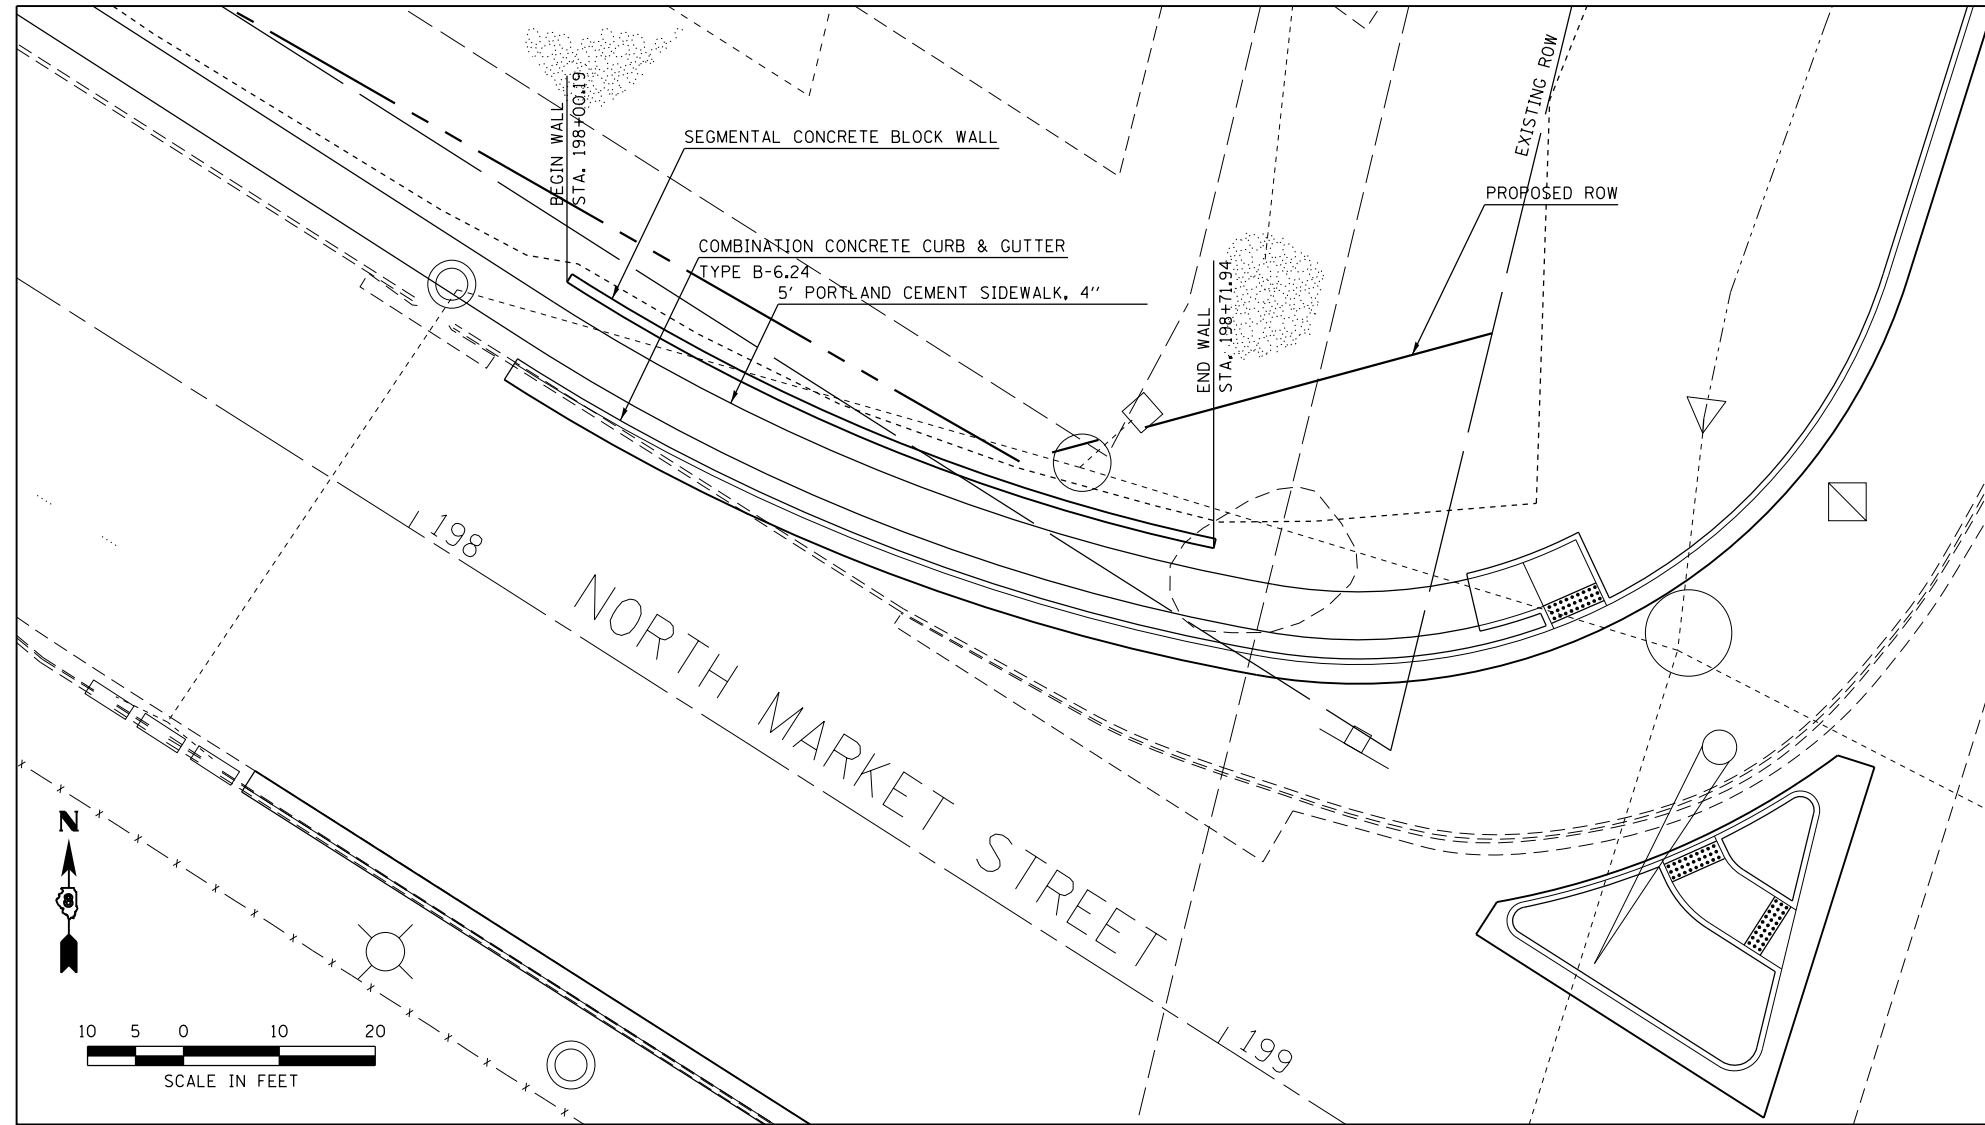 BEGIN WALL
STA. 198+00.19
SEGMENTAL CONCRETE BLOCK WALL
EXISTING ROW
PROPOSED ROW
COMBINATION CONCRETE CURB & GUTTER
TYPE B-6.24
5' PORTLAND CEMENT SIDEWALK, 4''
END WALL
STA. 198+71.94
198
NORTH MARKET STREET
199
N
8
10 5 0 10 20
SCALE IN FEET